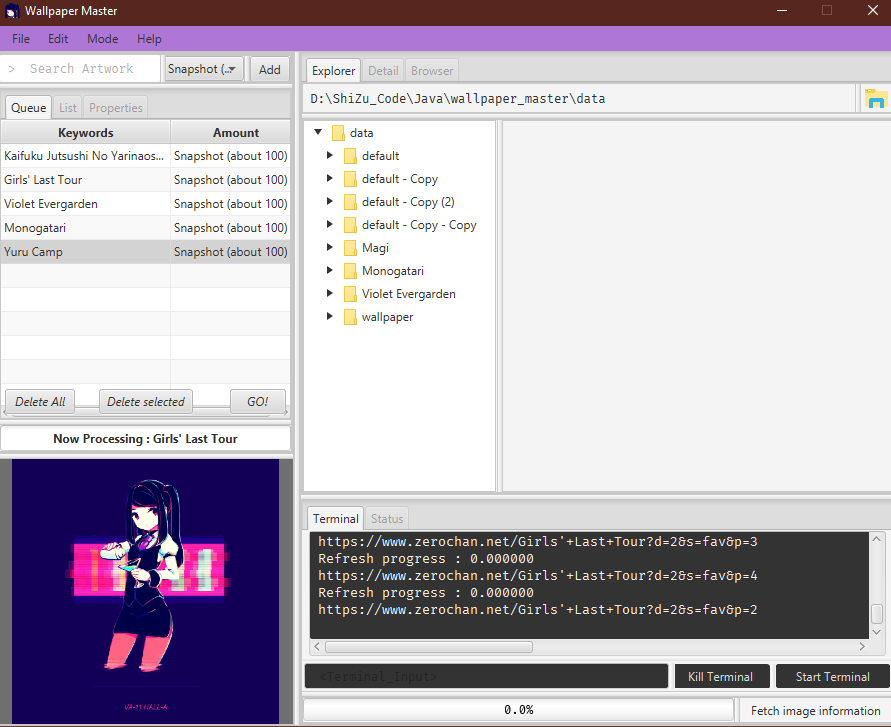 Wallpaper Master
File Edit Mode Help
> Search Artwork Snapshot (... Add
Queue List Properties
Keywords Amount
Kaifuku Jutsushi No Yarinaos... Snapshot (about 100)
Girls' Last Tour Snapshot (about 100)
Violet Evergarden Snapshot (about 100)
Monogatari Snapshot (about 100)
Yuru Camp Snapshot (about 100)
Delete All Delete selected GO!
Now Processing : Girls' Last Tour
VA-11 HALL-A
Explorer Detail Browser
D:\ShiZu_Code\Java\wallpaper_master\data
data
default
default - Copy
default - Copy (2)
default - Copy - Copy
Magi
Monogatari
Violet Evergarden
wallpaper
Terminal Status
https://www.zerochan.net/Girls'+Last+Tour?d=2&s=fav&p=3
Refresh progress : 0.000000
https://www.zerochan.net/Girls'+Last+Tour?d=2&s=fav&p=4
Refresh progress : 0.000000
https://www.zerochan.net/Girls'+Last+Tour?d=2&s=fav&p=2
<Terminal_Input> Kill Terminal Start Terminal
0.0% Fetch image information